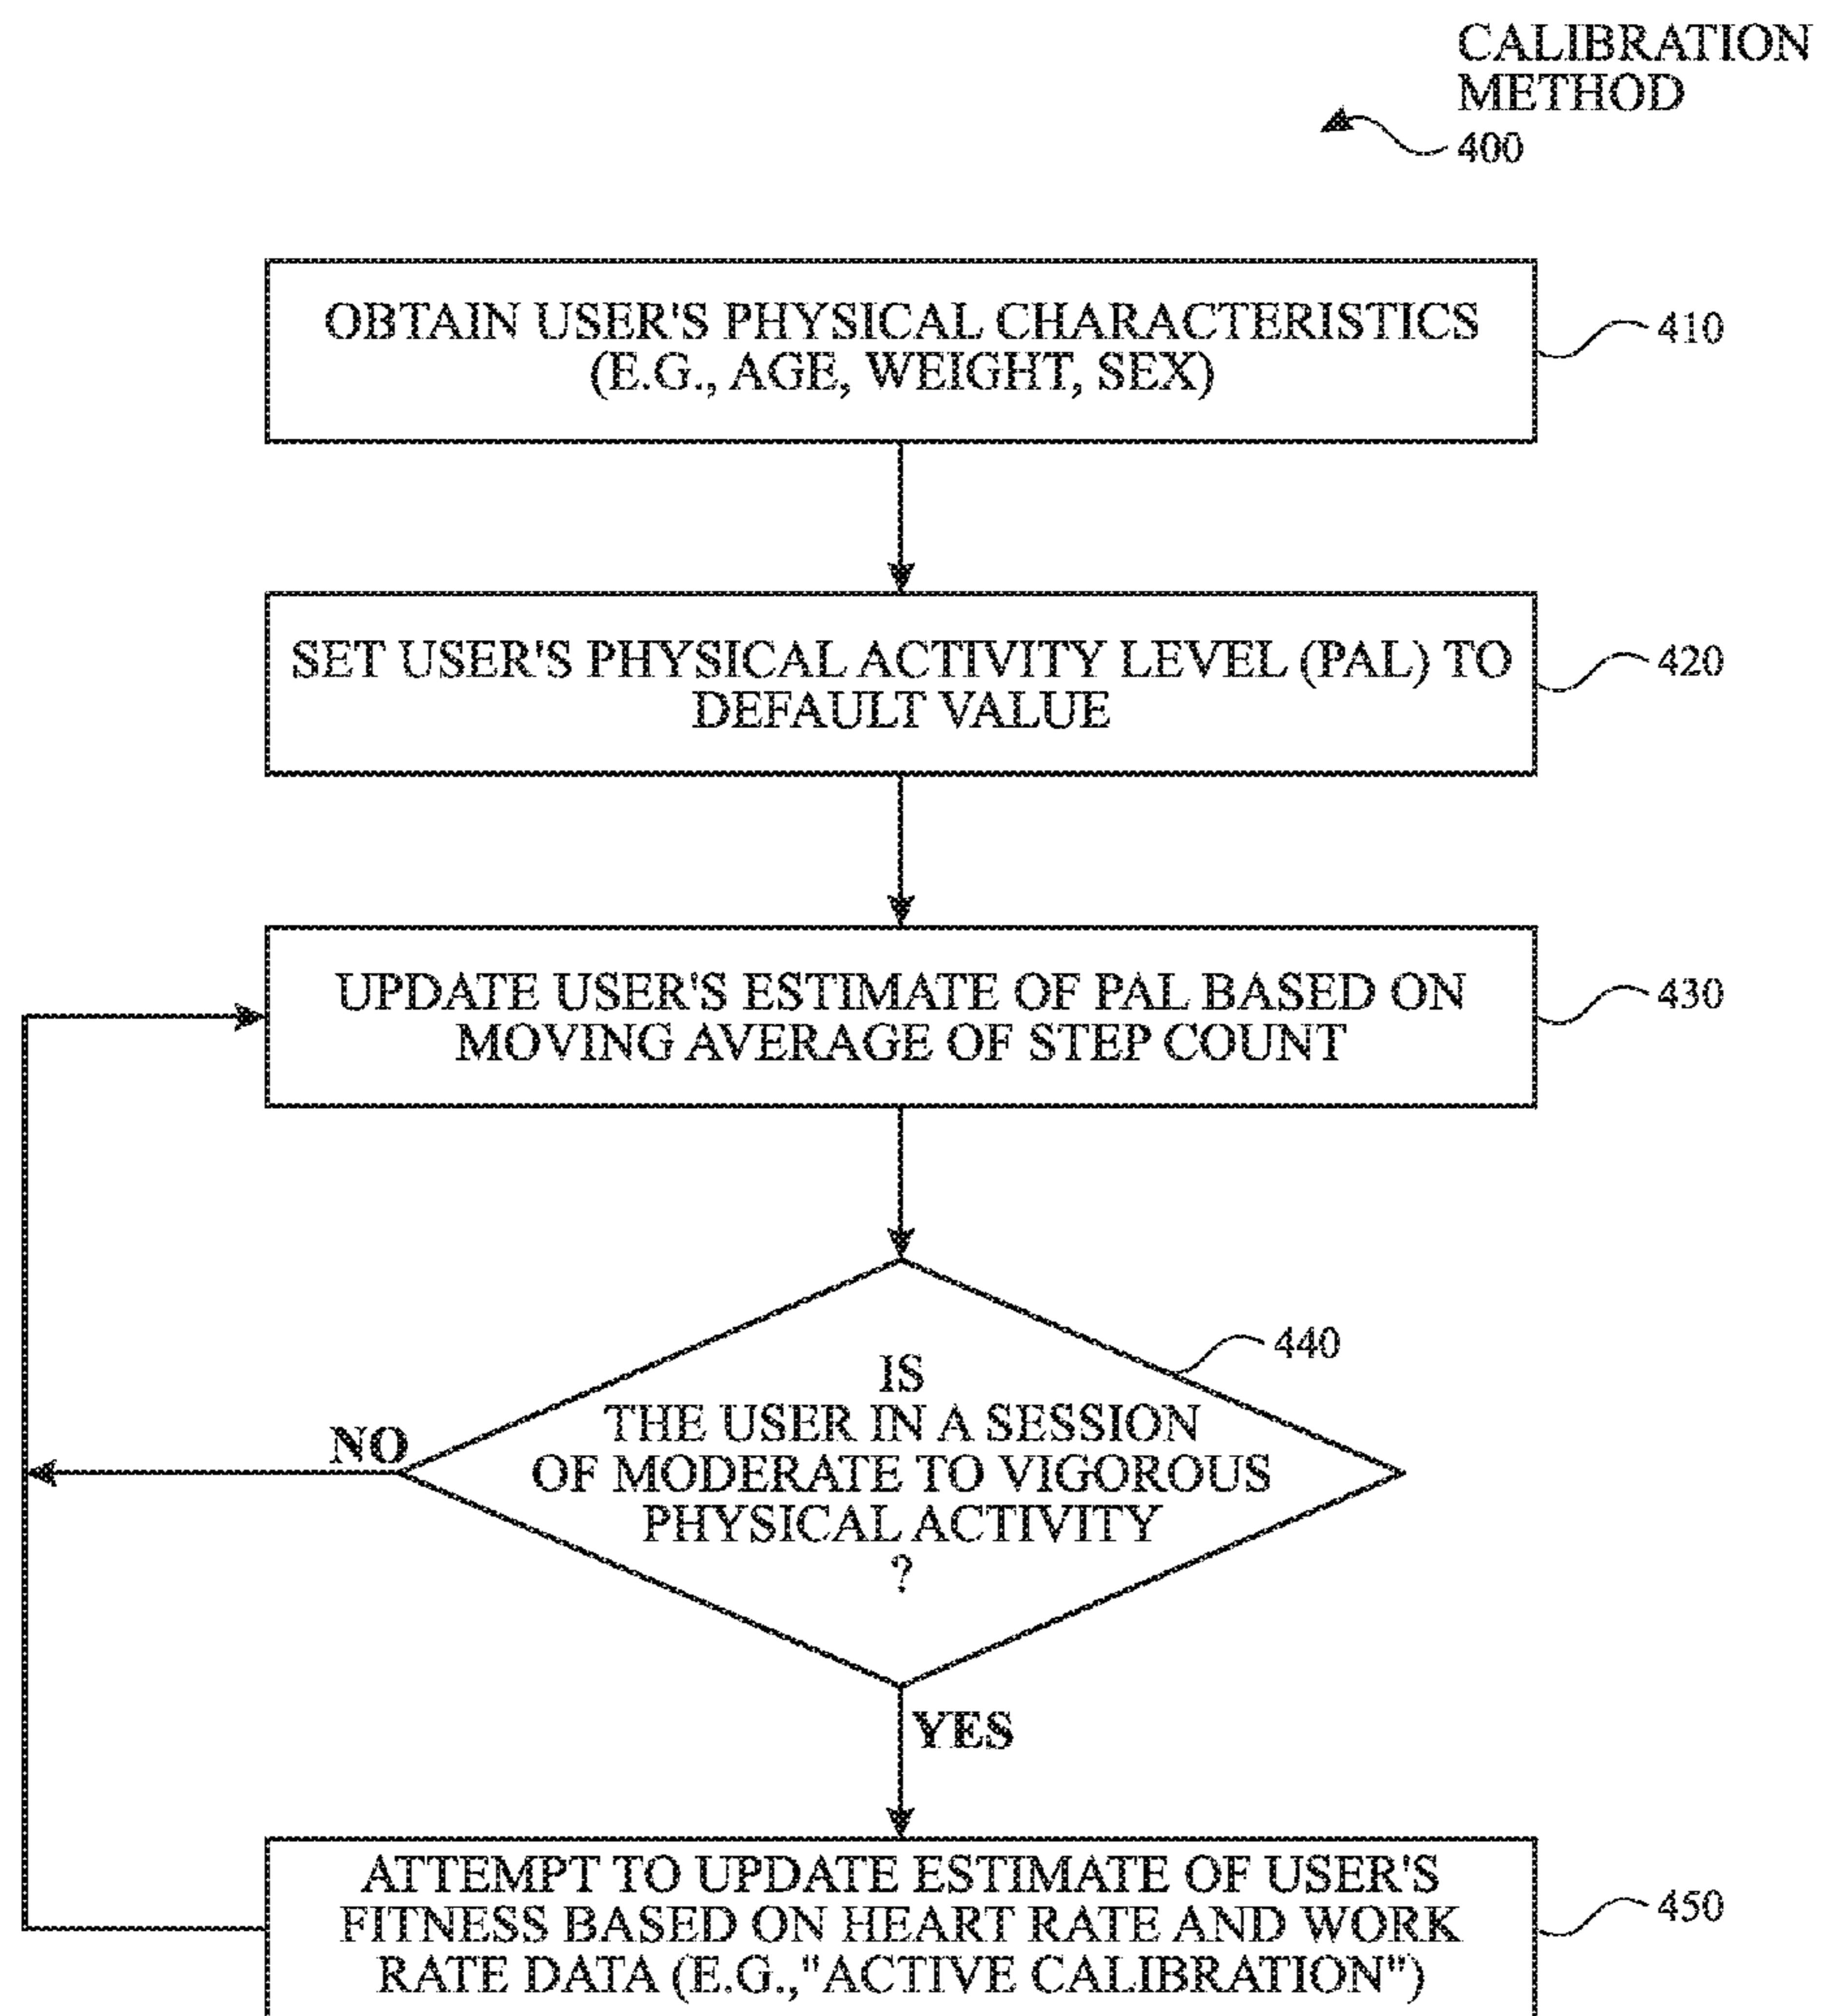 CALIBRATION
METHOD
400
OBTAIN USER'S PHYSICAL CHARACTERISTICS
(E.G., AGE, WEIGHT, SEX)
410
SET USER'S PHYSICAL ACTIVITY LEVEL (PAL) TO
DEFAULT VALUE
420
UPDATE USER'S ESTIMATE OF PAL BASED ON
MOVING AVERAGE OF STEP COUNT
430
440
IS
THE USER IN A SESSION
OF MODERATE TO VIGOROUS
PHYSICAL ACTIVITY
?
NO
YES
ATTEMPT TO UPDATE ESTIMATE OF USER'S
FITNESS BASED ON HEART RATE AND WORK
RATE DATA (E.G.,"ACTIVE CALIBRATION")
450